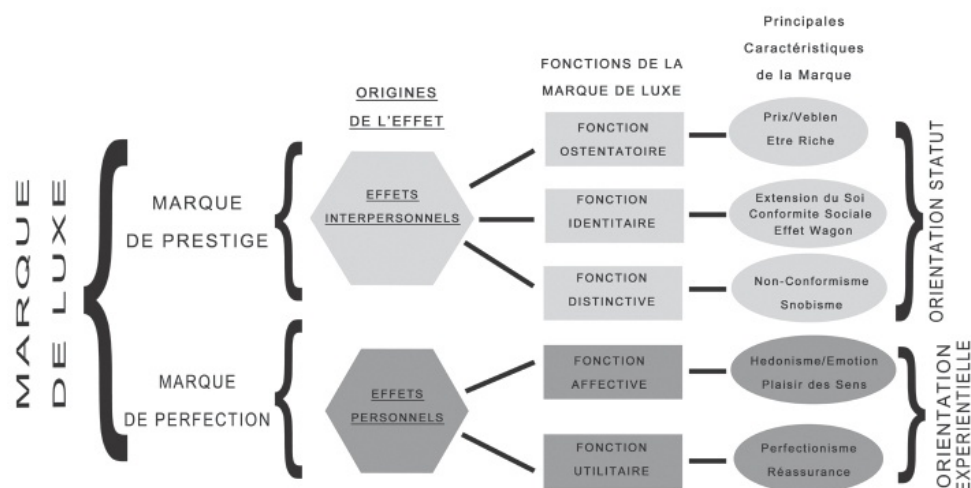 MARQUE
DE LUXE
MARQUE
DE PRESTIGE
MARQUE
DE PERFECTION
ORIGINES
DE L'EFFET
EFFETS
INTERPERSONNELS
EFFETS
PERSONNELS
FONCTIONS DE LA
MARQUE DE LUXE
FONCTION
OSTENTATOIRE
FONCTION
IDENTITAIRE
FONCTION
DISTINCTIVE
FONCTION
AFFECTIVE
FONCTION
UTILITAIRE
Principales
Caractéristiques
de la Marque
Prix/Veblen
Etre Riche
Extension du Soi
Conformite Sociale
Effet Wagon
Non-Conformisme
Snobisme
Hedonisme/Emotion
Plaisir des Sens
Perfectionisme
Réassurance
ORIENTATION STATUT
ORIENTATION
EXPERIENTIELLE